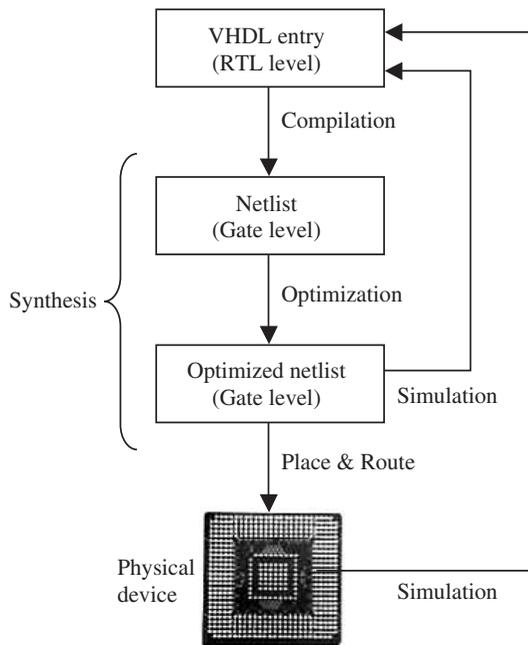 VHDL entry
(RTL level)
Compilation
Netlist
(Gate level)
Synthesis
Optimization
Optimized netlist
(Gate level)
Simulation
Place & Route
Physical
device
Simulation